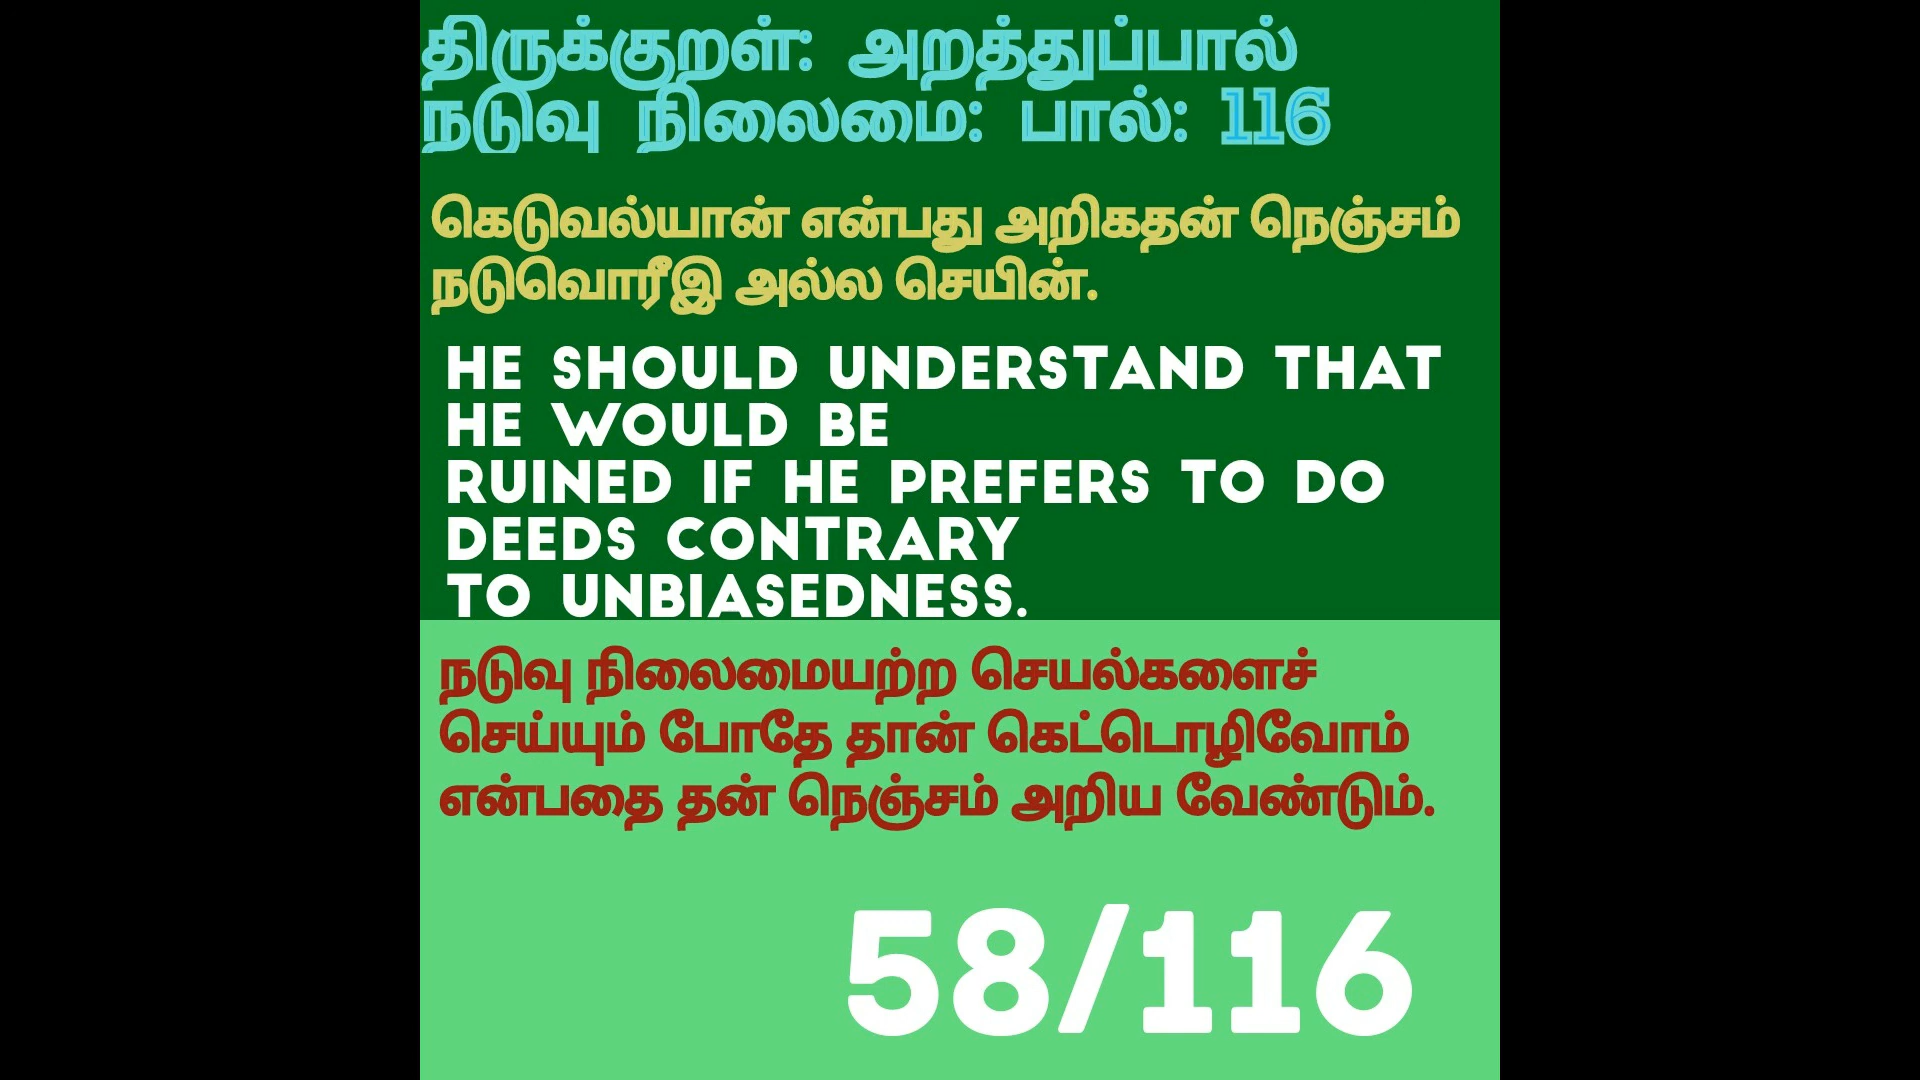 திருக்குறள்: அறத்துப்பால்
நடுவு நிலைமை: பால்: 116
கெடுவல்யான் என்பது அறிகதன் நெஞ்சம்
நடுவொரீஇ அல்ல செயின்.
HE SHOULD UNDERSTAND THAT
HE WOULD BE
RUINED IF HE PREFERS TO DO
DEEDS CONTRARY
TO UNBIASEDNESS.
நடுவு நிலைமையற்ற செயல்களைச்
செய்யும் போதே தான் கெட்டொழிவோம்
என்பதை தன் நெஞ்சம் அறிய வேண்டும்.
58/116